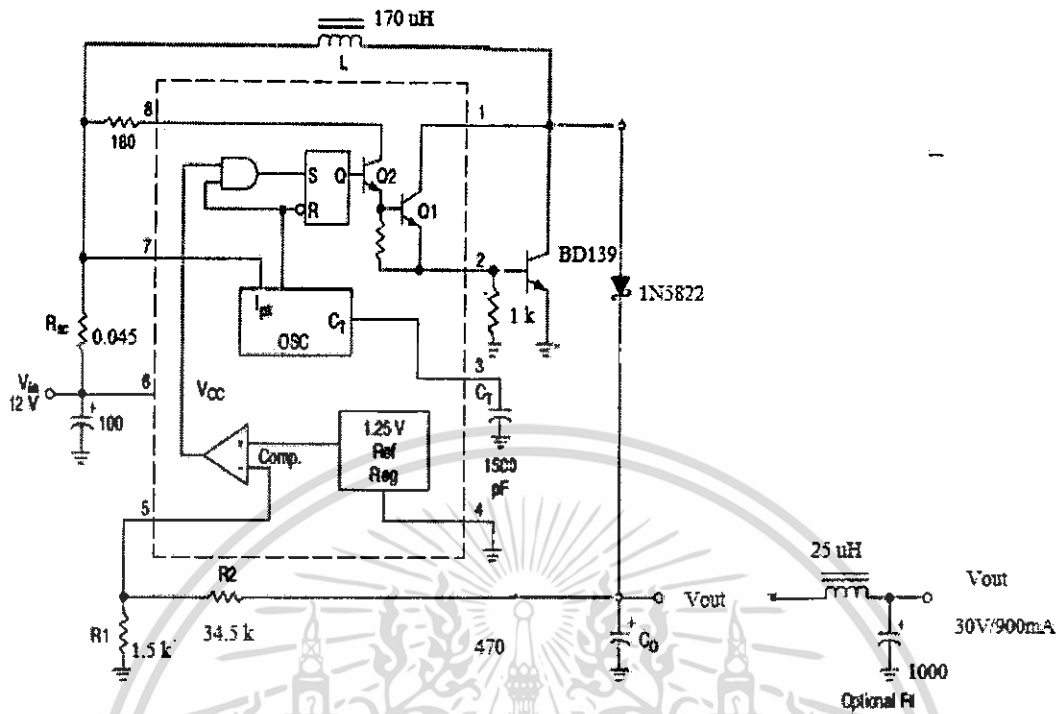 170 uH
L
8
1
180
S
Q
Q2
R
Q1
7
2
BD139
Ipk
CT
OSC
1N5822
1 k
Rsc
0.045
3
CT
Vin
12 V
6
VCC
100
1.25 V
Ref
Reg
Comp.
1500
pF
5
4
25 uH
R2
Vout
Vout
R1
34.5 k
30V/900mA
1.5 k
470
CO
1000
Optional Fil